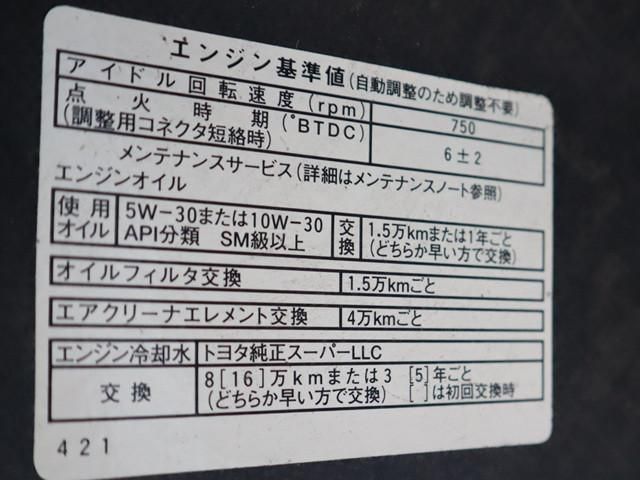 エンジン基準値(自動調整のため調整不要)
アイドル回転速度(rpm) 750
点火時期(°BTDC) 6±2
(調整用コネクタ短絡時)
メンテナンスサービス(詳細はメンテナンスノート参照)
エンジンオイル
使用オイル 5W-30または10W-30 交換 1.5万kmまたは1年ごと
API分類 SM級以上 (どちらか早い方で交換)
オイルフィルタ交換 1.5万kmごと
エアクリーナエレメント交換 4万kmごと
エンジン冷却水 トヨタ純正スーパーLLC
交換 8[16]万kmまたは3[5]年ごと
(どちらか早い方で交換) [ ]は初回交換時
421